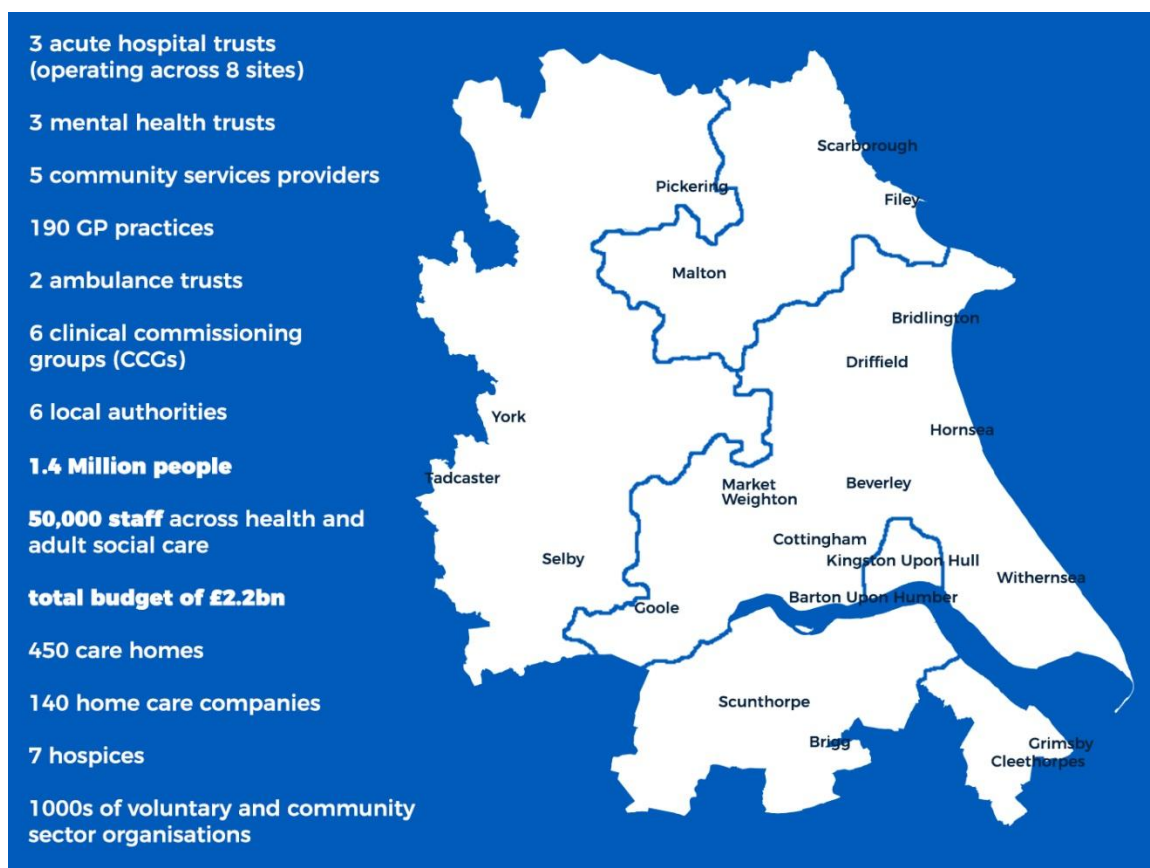 3 acute hospital trusts
(operating across 8 sites)
3 mental health trusts
5 community services providers
190 GP practices
2 ambulance trusts
6 clinical commissioning
groups (CCGs)
6 local authorities
1.4 Million people
50,000 staff across health and
adult social care
total budget of £2.2bn
450 care homes
140 home care companies
7 hospices
1000s of voluntary and community
sector organisations
Scarborough
Pickering
Filey
Malton
Bridlington
Driffield
York
Hornsea
Tadcaster
Market
Weighton
Beverley
Cottingham
Kingston Upon Hull
Selby
Withernsea
Barton Upon Humber
Goole
Scunthorpe
Brigg
Grimsby
Cleethorpes